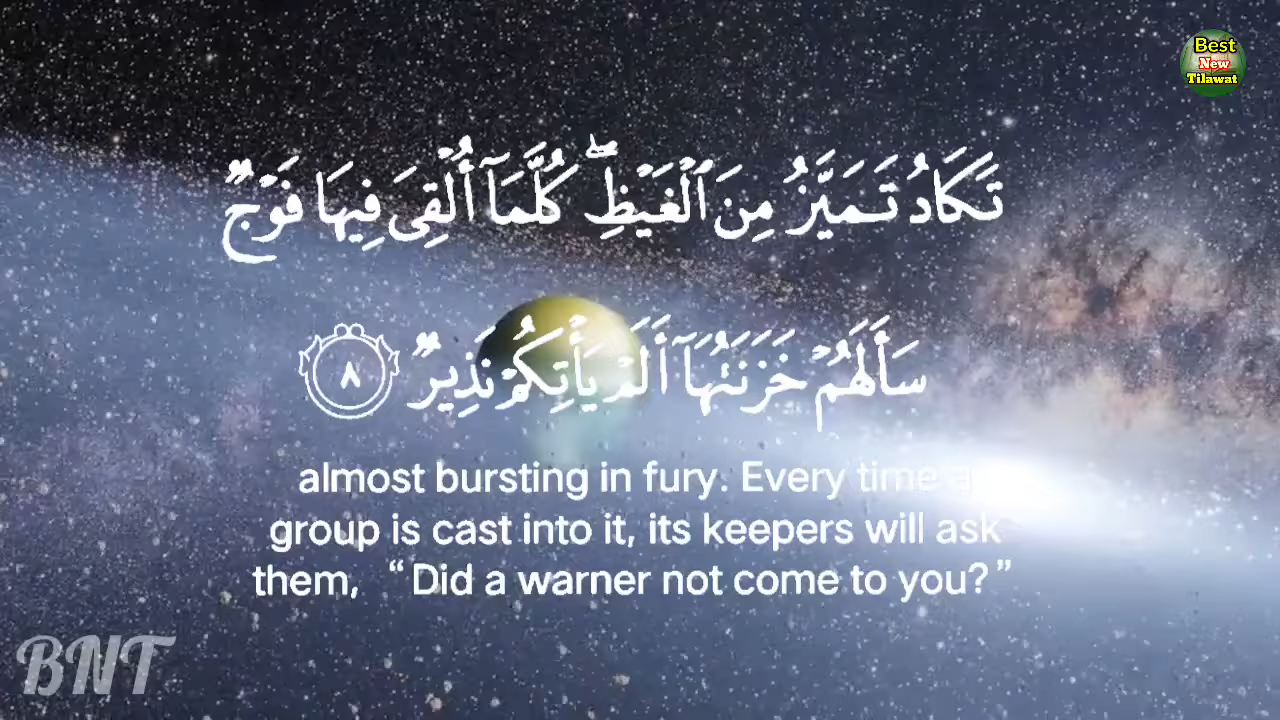 Best
New
Tilawat
تَكَادُ تَمَيَّزُ مِنَ ٱلْغَيْظِ ۖ كُلَّمَآ أُلْقِىَ فِيهَا فَوْجٌ
سَأَلَهُمْ خَزَنَتُهَآ أَلَمْ يَأْتِكُمْ نَذِيرٌ ٨
almost bursting in fury. Every time a
group is cast into it, its keepers will ask
them, “Did a warner not come to you?”
BNT